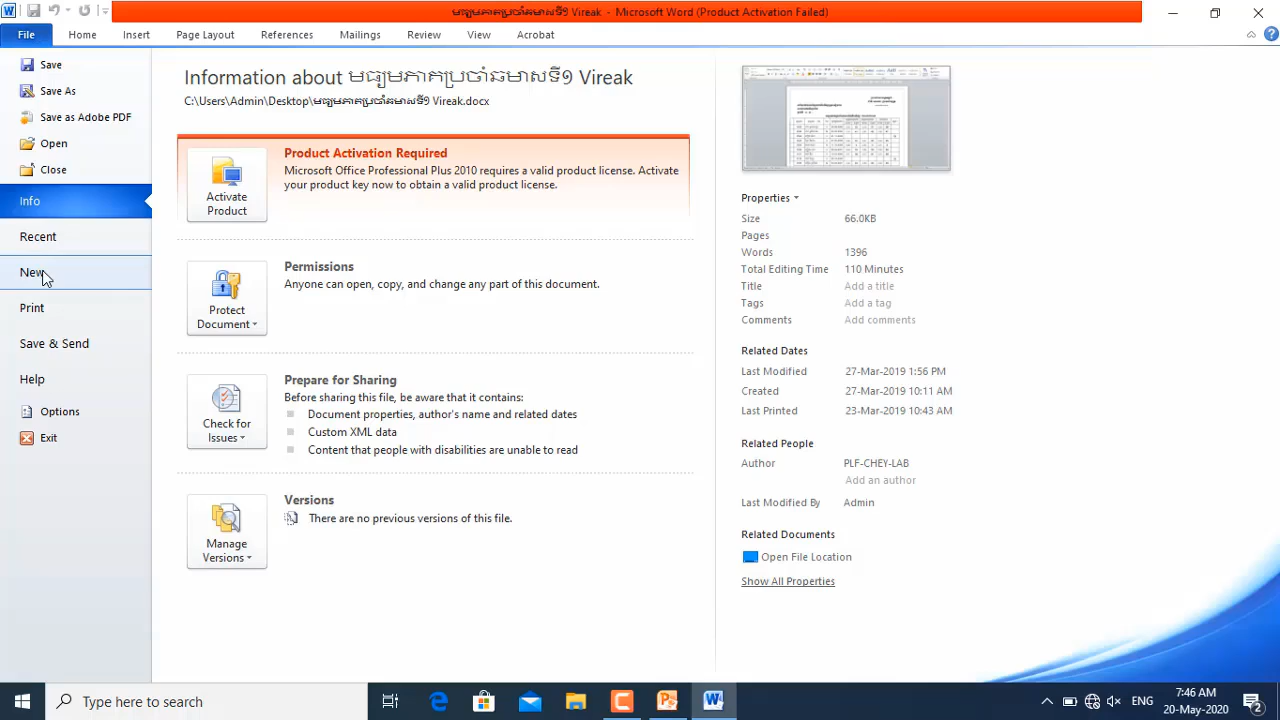 មធ្យមភាគប្រចាំឆមាសទី១ Vireak - Microsoft Word (Product Activation Failed)
File
Home
Insert
Page Layout
References
Mailings
Review
View
Acrobat
Save
Save As
Save as Adobe PDF
Open
Close
Info
Recent
New
Print
Save & Send
Help
Options
Exit
Information about មធ្យមភាគប្រចាំឆមាសទី១ Vireak
C:\Users\Admin\Desktop\មធ្យមភាគប្រចាំឆមាសទី១ Vireak.docx
Activate
Product
Product Activation Required
Microsoft Office Professional Plus 2010 requires a valid product license. Activate
your product key now to obtain a valid product license.
Protect
Document
Permissions
Anyone can open, copy, and change any part of this document.
Check for
Issues
Prepare for Sharing
Before sharing this file, be aware that it contains:
Document properties, author's name and related dates
Custom XML data
Content that people with disabilities are unable to read
Manage
Versions
Versions
There are no previous versions of this file.
Properties
Size 66.0KB
Pages
Words 1396
Total Editing Time 110 Minutes
Title Add a title
Tags Add a tag
Comments Add comments
Related Dates
Last Modified 27-Mar-2019 1:56 PM
Created 27-Mar-2019 10:11 AM
Last Printed 23-Mar-2019 10:43 AM
Related People
Author PLF-CHEY-LAB
Add an author
Last Modified By Admin
Related Documents
Open File Location
Show All Properties
Type here to search
ENG
7:46 AM
20-May-2020
2